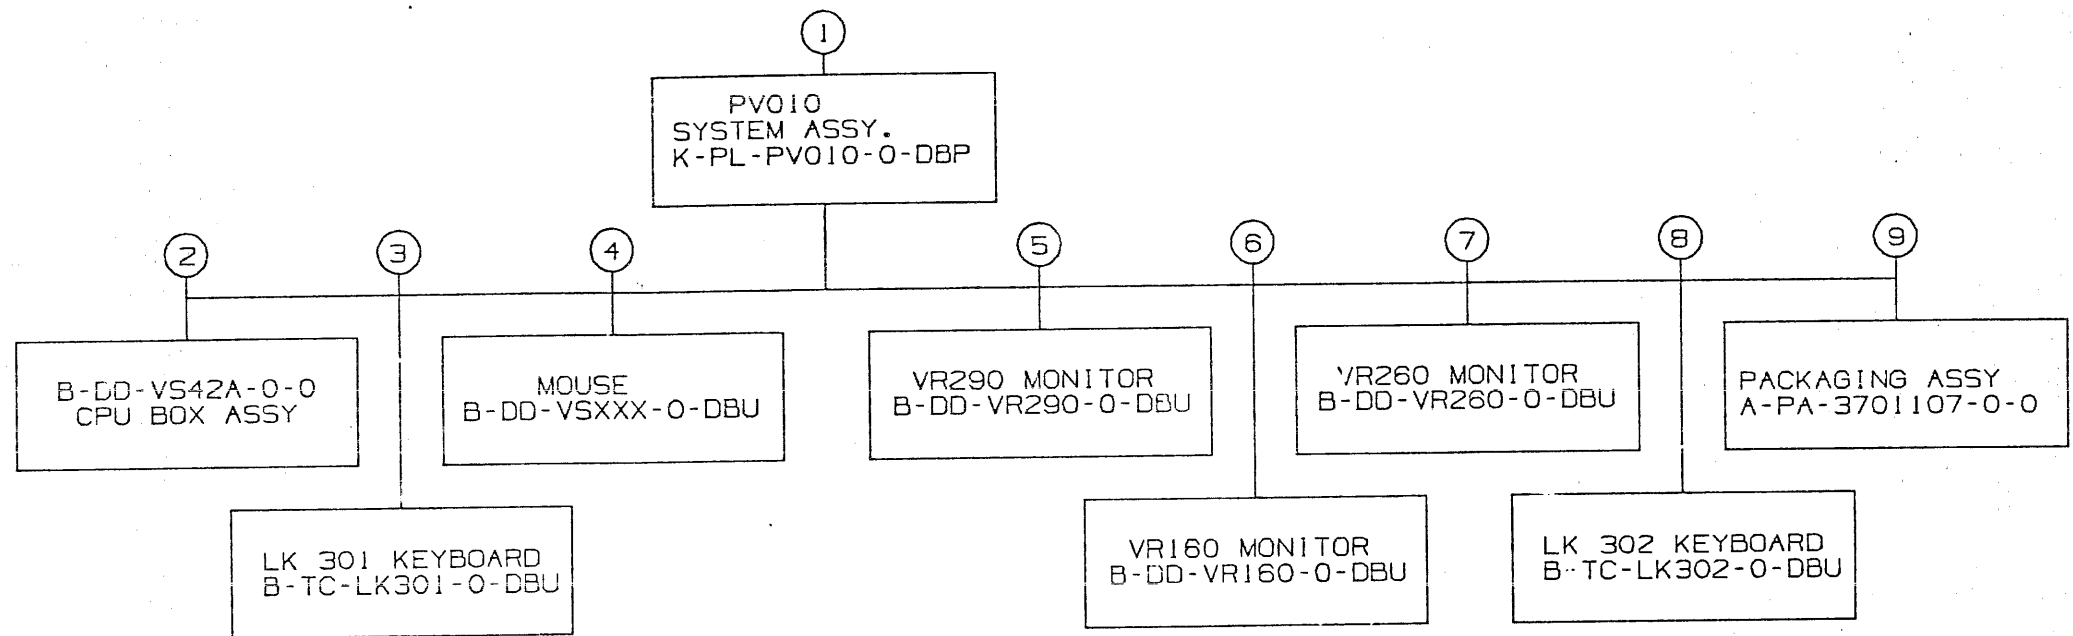 1
PV010
SYSTEM ASSY.
K-PL-PV010-0-DBP
2
3
4
5
6
7
8
9
B-DD-VS42A-0-0
CPU BOX ASSY
MOUSE
B-DD-VSXXX-0-DBU
VR290 MONITOR
B-DD-VR290-0-DBU
VR260 MONITOR
B-DD-VR260-0-DBU
PACKAGING ASSY
A-PA-3701107-0-0
LK 301 KEYBOARD
B-TC-LK301-0-DBU
VR160 MONITOR
B-DD-VR160-0-DBU
LK 302 KEYBOARD
B-TC-LK302-0-DBU